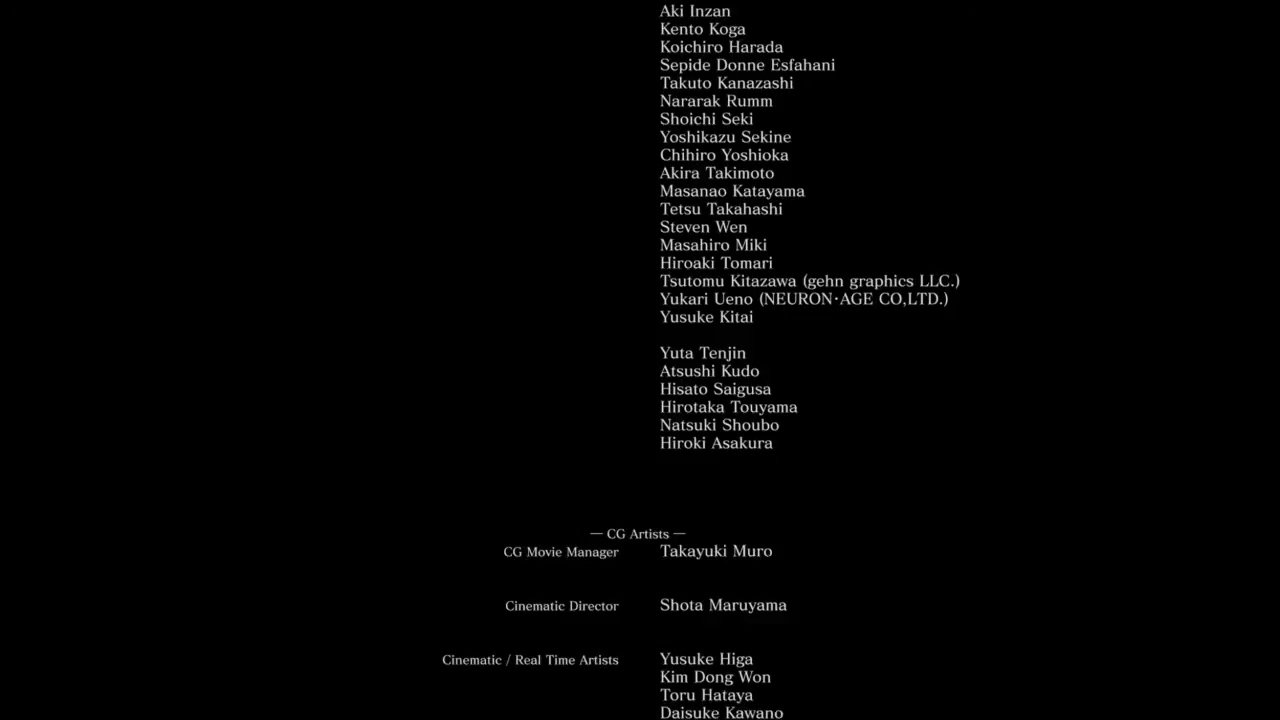 Aki Inzan
Kento Koga
Koichiro Harada
Sepide Donne Esfahani
Takuto Kanazashi
Nararak Rumm
Shoichi Seki
Yoshikazu Sekine
Chihiro Yoshioka
Akira Takimoto
Masanao Katayama
Tetsu Takahashi
Steven Wen
Masahiro Miki
Hiroaki Tomari
Tsutomu Kitazawa (gehn graphics LLC.)
Yukari Ueno (NEURON・AGE CO,LTD.)
Yusuke Kitai
Yuta Tenjin
Atsushi Kudo
Hisato Saigusa
Hirotaka Touyama
Natsuki Shoubo
Hiroki Asakura
— CG Artists —
CG Movie Manager Takayuki Muro
Cinematic Director Shota Maruyama
Cinematic / Real Time Artists Yusuke Higa
Kim Dong Won
Toru Hataya
Daisuke Kawano